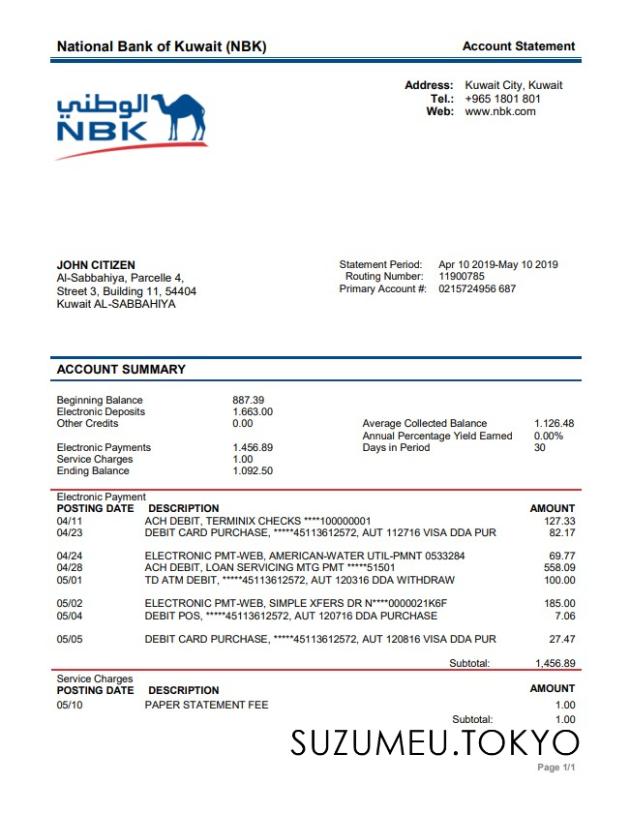 National Bank of Kuwait (NBK) Account Statement
Address: Kuwait City, Kuwait
Tel.: +965 1801 801
Web: www.nbk.com
الوطني
NBK
JOHN CITIZEN
Al-Sabbahiya, Parcelle 4,
Street 3, Building 11, 54404
Kuwait AL-SABBAHIYA
Statement Period: Apr 10 2019-May 10 2019
Routing Number: 11900785
Primary Account #: 0215724956 687
ACCOUNT SUMMARY
Beginning Balance 887.39
Electronic Deposits 1.663.00
Other Credits 0.00
Electronic Payments 1.456.89
Service Charges 1.00
Ending Balance 1.092.50
Average Collected Balance 1.126.48
Annual Percentage Yield Earned 0.00%
Days in Period 30
Electronic Payment
POSTING DATE DESCRIPTION AMOUNT
04/11 ACH DEBIT, TERMINIX CHECKS ****100000001 127.33
04/23 DEBIT CARD PURCHASE, *****45113612572, AUT 112716 VISA DDA PUR 82.17
04/24 ELECTRONIC PMT-WEB, AMERICAN-WATER UTIL-PMNT 0533284 69.77
04/28 ACH DEBIT, LOAN SERVICING MTG PMT *****51501 558.09
05/01 TD ATM DEBIT, *****45113612572, AUT 120316 DDA WITHDRAW 100.00
05/02 ELECTRONIC PMT-WEB, SIMPLE XFERS DR N****0000021K6F 185.00
05/04 DEBIT POS, *****45113612572, AUT 120716 DDA PURCHASE 7.06
05/05 DEBIT CARD PURCHASE, *****45113612572, AUT 120816 VISA DDA PUR 27.47
Subtotal: 1,456.89
Service Charges
POSTING DATE DESCRIPTION AMOUNT
05/10 PAPER STATEMENT FEE 1.00
Subtotal: 1.00
SUZUMEU.TOKYO
Page 1/1